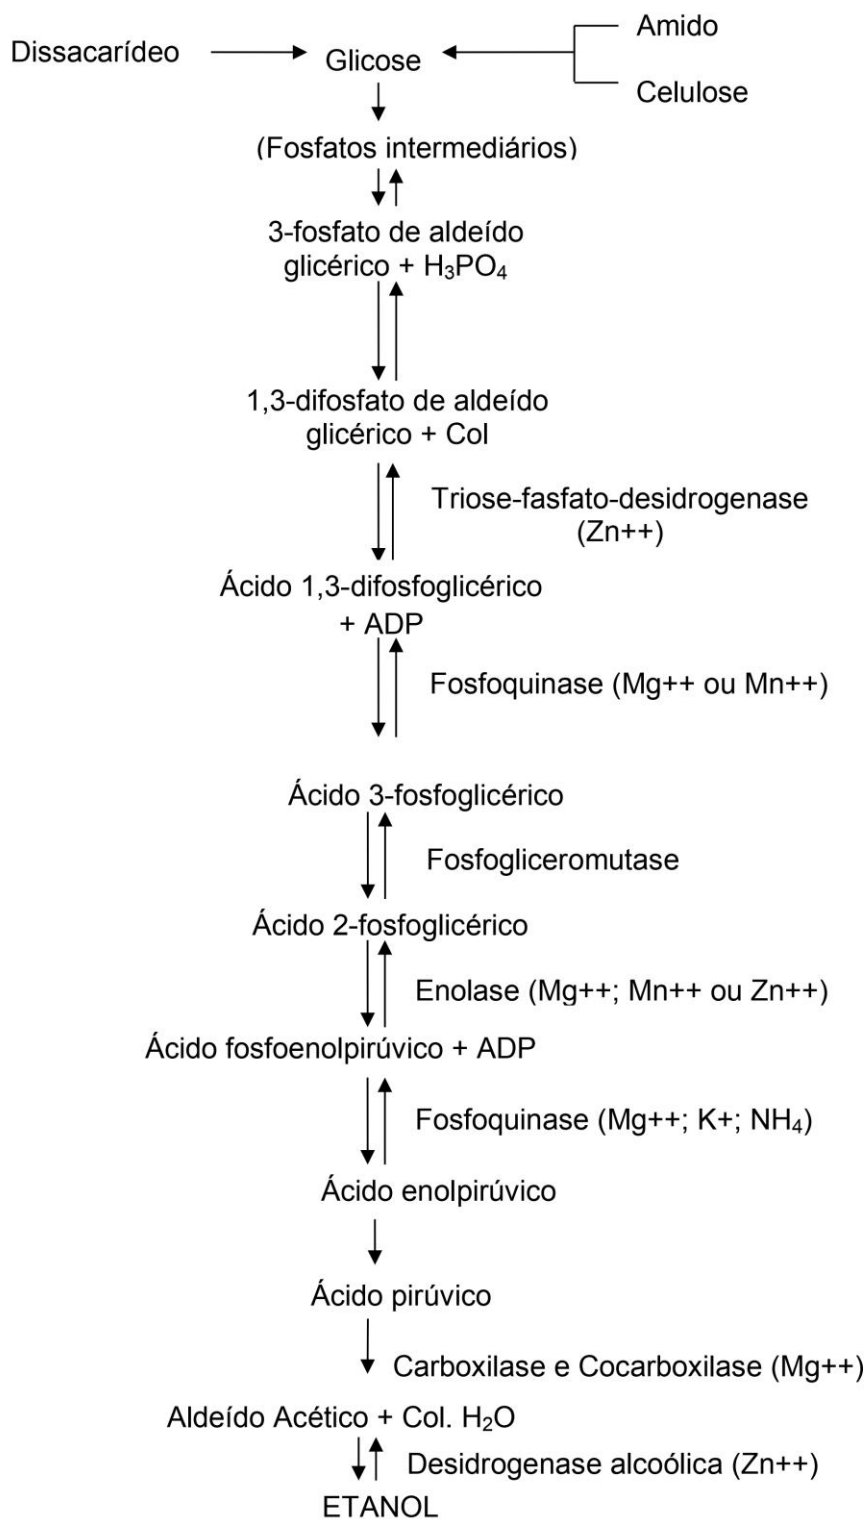 Dissacarídeo
Glicose
Amido
Celulose
(Fosfatos intermediários)
3-fosfato de aldeído
glicérico + H₃PO₄
1,3-difosfato de aldeído
glicérico + Col
Triose-fasfato-desidrogenase
(Zn++)
Ácido 1,3-difosfoglicérico
+ ADP
Fosfoquinase (Mg++ ou Mn++)
Ácido 3-fosfoglicérico
Fosfogliceromutase
Ácido 2-fosfoglicérico
Enolase (Mg++; Mn++ ou Zn++)
Ácido fosfoenolpirúvico + ADP
Fosfoquinase (Mg++; K+; NH₄)
Ácido enolpirúvico
Ácido pirúvico
Carboxilase e Cocarboxilase (Mg++)
Aldeído Acético + Col. H₂O
Desidrogenase alcoólica (Zn++)
ETANOL